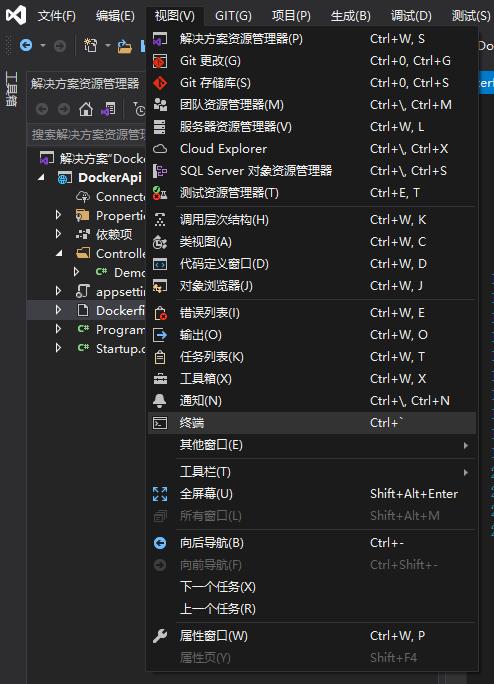 文件(F) 视图(V) GIT(G) 项目(P) 生成(B) 调试(D) 测试(S)
工具箱
解决方案资源管理器
搜索解决方案资源管
解决方案"Docke
DockerApi
Connecte
Propertie
依赖项
Controlle
C# Demo
appsettin
Dockerfi
C# Program
C# Startup.c
解决方案资源管理器(P) Ctrl+W, S
Git 更改(G) Ctrl+0, Ctrl+G
Git 存储库(S) Ctrl+0, Ctrl+S
团队资源管理器(M) Ctrl+\, Ctrl+M
服务器资源管理器(V) Ctrl+W, L
Cloud Explorer Ctrl+\, Ctrl+X
SQL Server 对象资源管理器 Ctrl+\, Ctrl+S
测试资源管理器(T) Ctrl+E, T
调用层次结构(H) Ctrl+W, K
类视图(A) Ctrl+W, C
代码定义窗口(D) Ctrl+W, D
对象浏览器(J) Ctrl+W, J
错误列表(I) Ctrl+W, E
输出(O) Ctrl+W, O
任务列表(K) Ctrl+W, T
工具箱(X) Ctrl+W, X
通知(N) Ctrl+\, Ctrl+N
终端 Ctrl+`
其他窗口(E)
工具栏(T)
全屏幕(U) Shift+Alt+Enter
所有窗口(L) Shift+Alt+M
向后导航(B) Ctrl+-
向前导航(F) Ctrl+Shift+-
下一个任务(X)
上一个任务(R)
属性窗口(W) Ctrl+W, P
属性页(Y) Shift+F4